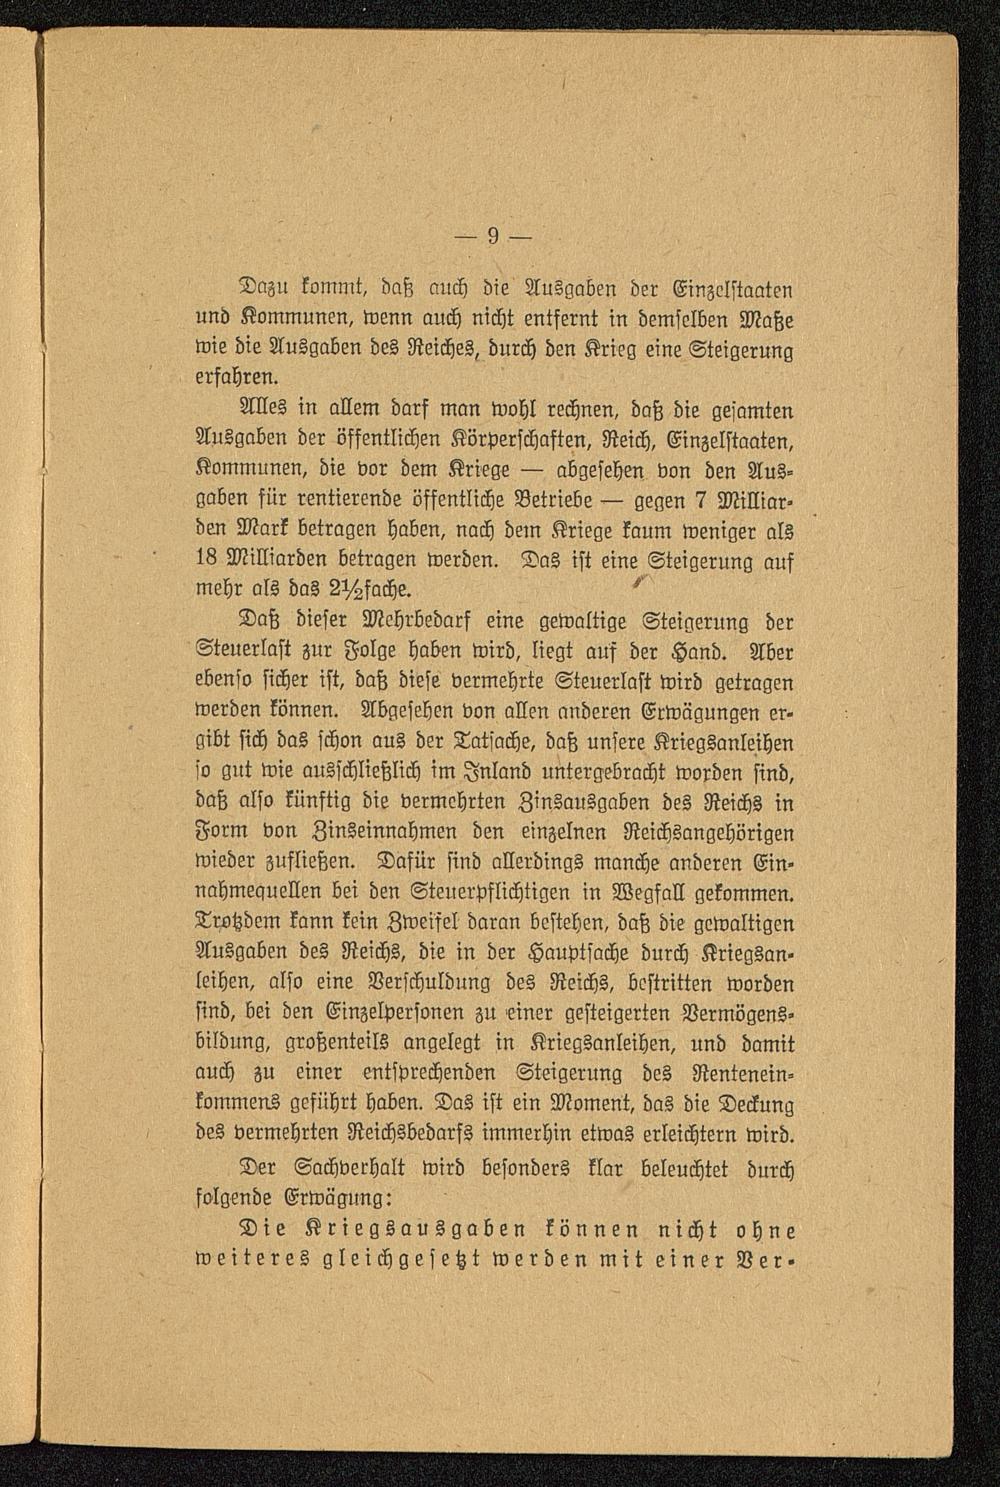 — 9 —
Dazu kommt, daß auch die Ausgaben der Einzelstaaten
und Kommunen, wenn auch nicht entfernt in demselben Maße
wie die Ausgaben des Reiches, durch den Krieg eine Steigerung
erfahren.
Alles in allem darf man wohl rechnen, daß die gesamten
Ausgaben der öffentlichen Körperschaften, Reich, Einzelstaaten,
Kommunen, die vor dem Kriege — abgesehen von den Aus-
gaben für rentierende öffentliche Betriebe — gegen 7 Milliar-
den Mark betragen haben, nach dem Kriege kaum weniger als
18 Milliarden betragen werden. Das ist eine Steigerung auf
mehr als das 2½fache.
Daß dieser Mehrbedarf eine gewaltige Steigerung der
Steuerlast zur Folge haben wird, liegt auf der Hand. Aber
ebenso sicher ist, daß diese vermehrte Steuerlast wird getragen
werden können. Abgesehen von allen anderen Erwägungen er-
gibt sich das schon aus der Tatsache, daß unsere Kriegsanleihen
so gut wie ausschließlich im Inland untergebracht worden sind,
daß also künftig die vermehrten Zinsausgaben des Reichs in
Form von Zinseinnahmen den einzelnen Reichsangehörigen
wieder zufließen. Dafür sind allerdings manche anderen Ein-
nahmequellen bei den Steuerpflichtigen in Wegfall gekommen.
Trotzdem kann kein Zweifel daran bestehen, daß die gewaltigen
Ausgaben des Reichs, die in der Hauptsache durch Kriegsan-
leihen, also eine Verschuldung des Reichs, bestritten worden
sind, bei den Einzelpersonen zu einer gesteigerten Vermögens-
bildung, großenteils angelegt in Kriegsanleihen, und damit
auch zu einer entsprechenden Steigerung des Rentenein-
kommens geführt haben. Das ist ein Moment, das die Deckung
des vermehrten Reichsbedarfs immerhin etwas erleichtern wird.
Der Sachverhalt wird besonders klar beleuchtet durch
folgende Erwägung:
Die Kriegsausgaben können nicht ohne
weiteres gleichgesetzt werden mit einer Ver-